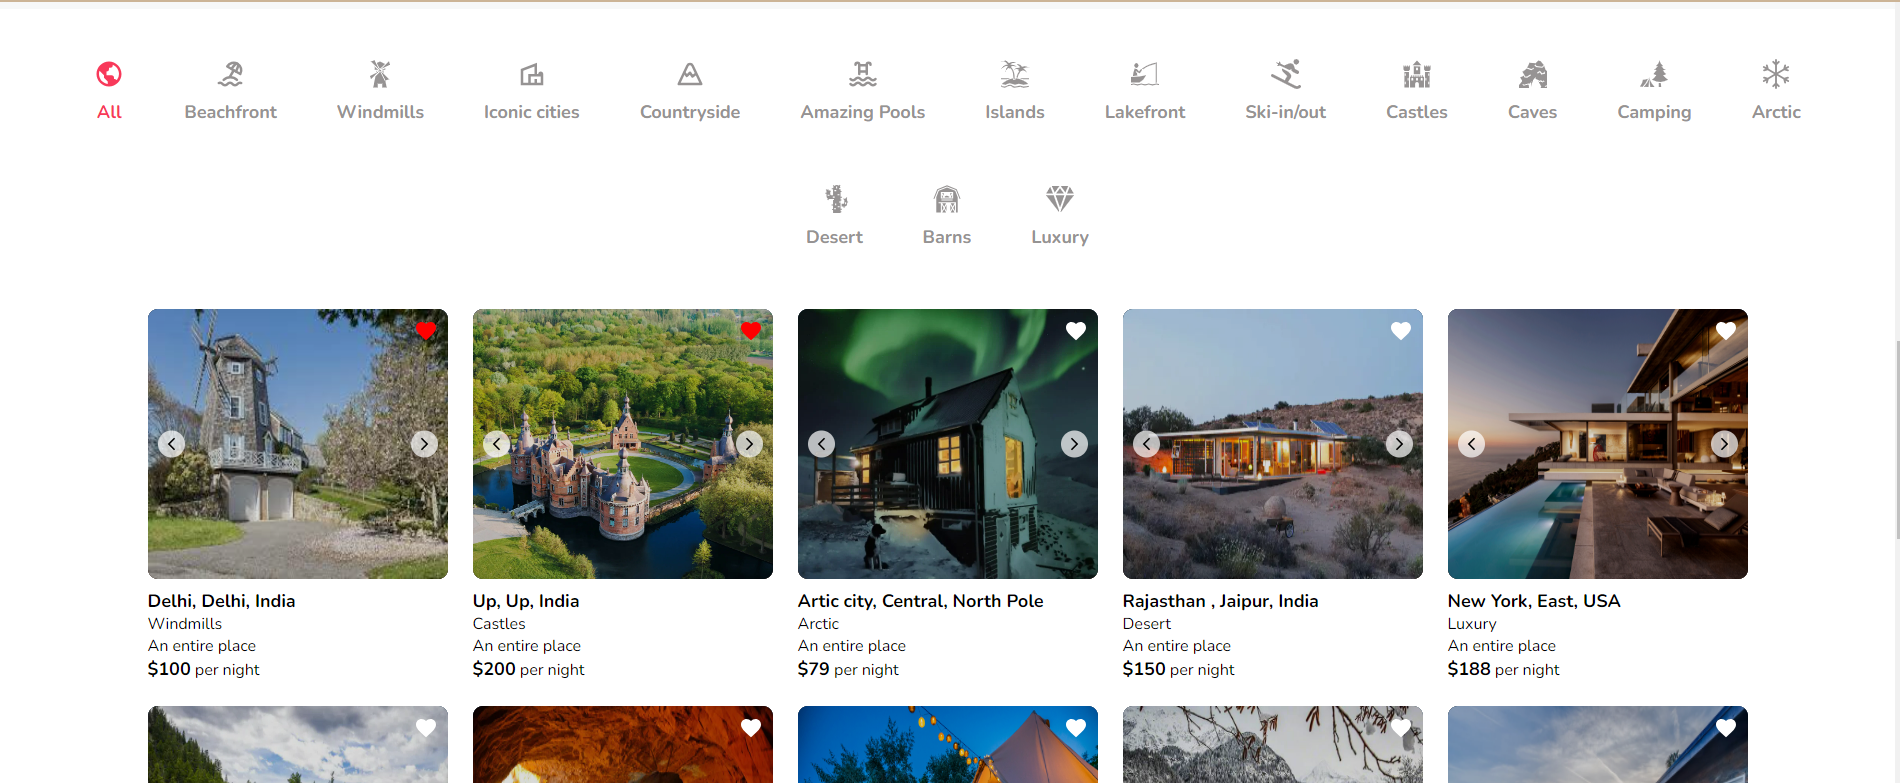 All Beachfront Windmills Iconic cities Countryside Amazing Pools Islands Lakefront Ski-in/out Castles Caves Camping Arctic
Desert Barns Luxury
Delhi, Delhi, India
Windmills
An entire place
$100 per night
Up, Up, India
Castles
An entire place
$200 per night
Artic city, Central, North Pole
Arctic
An entire place
$79 per night
Rajasthan , Jaipur, India
Desert
An entire place
$150 per night
New York, East, USA
Luxury
An entire place
$188 per night